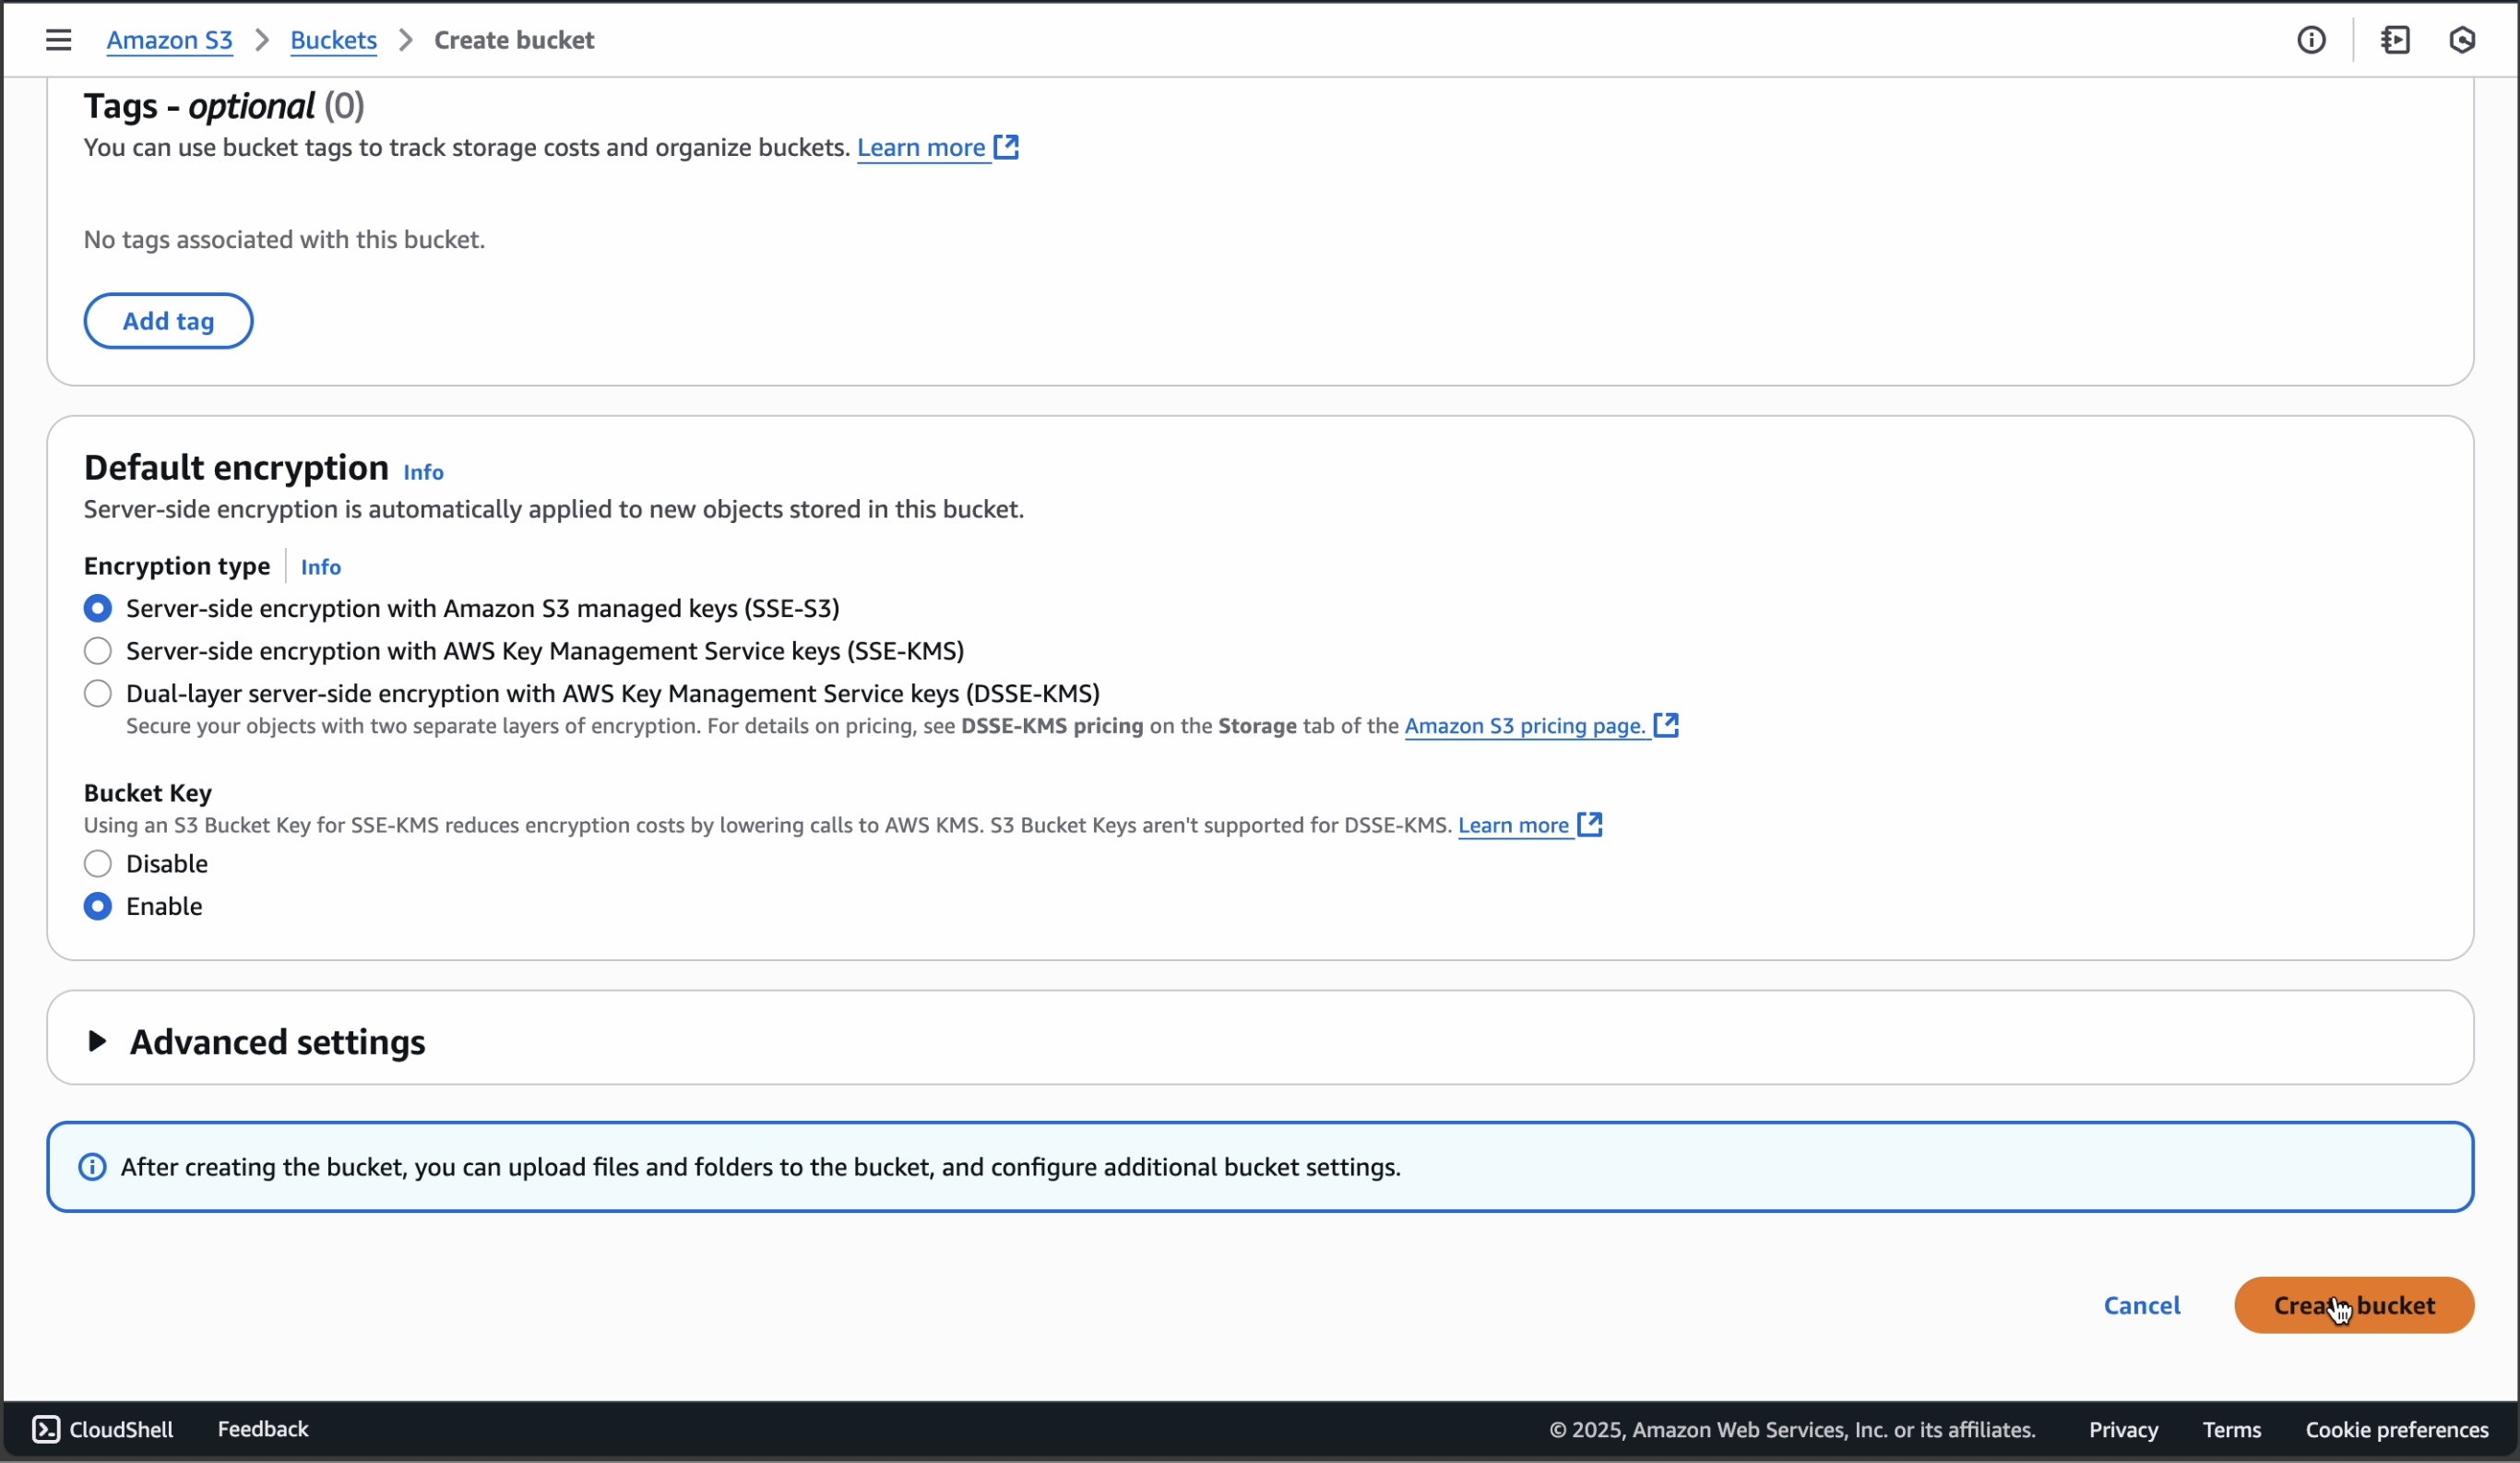 Amazon S3 > Buckets > Create bucket
Tags - optional (0)
You can use bucket tags to track storage costs and organize buckets. Learn more
No tags associated with this bucket.
Add tag
Default encryption Info
Server-side encryption is automatically applied to new objects stored in this bucket.
Encryption type Info
Server-side encryption with Amazon S3 managed keys (SSE-S3)
Server-side encryption with AWS Key Management Service keys (SSE-KMS)
Dual-layer server-side encryption with AWS Key Management Service keys (DSSE-KMS)
Secure your objects with two separate layers of encryption. For details on pricing, see DSSE-KMS pricing on the Storage tab of the Amazon S3 pricing page.
Bucket Key
Using an S3 Bucket Key for SSE-KMS reduces encryption costs by lowering calls to AWS KMS. S3 Bucket Keys aren't supported for DSSE-KMS. Learn more
Disable
Enable
Advanced settings
After creating the bucket, you can upload files and folders to the bucket, and configure additional bucket settings.
Cancel Create bucket
CloudShell Feedback © 2025, Amazon Web Services, Inc. or its affiliates. Privacy Terms Cookie preferences